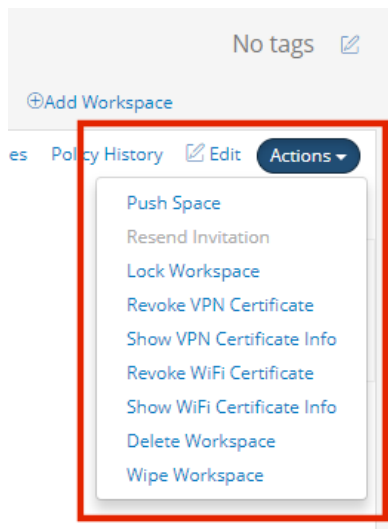 No tags
Add Workspace
es Policy History Edit Actions
Push Space
Resend Invitation
Lock Workspace
Revoke VPN Certificate
Show VPN Certificate Info
Revoke WiFi Certificate
Show WiFi Certificate Info
Delete Workspace
Wipe Workspace